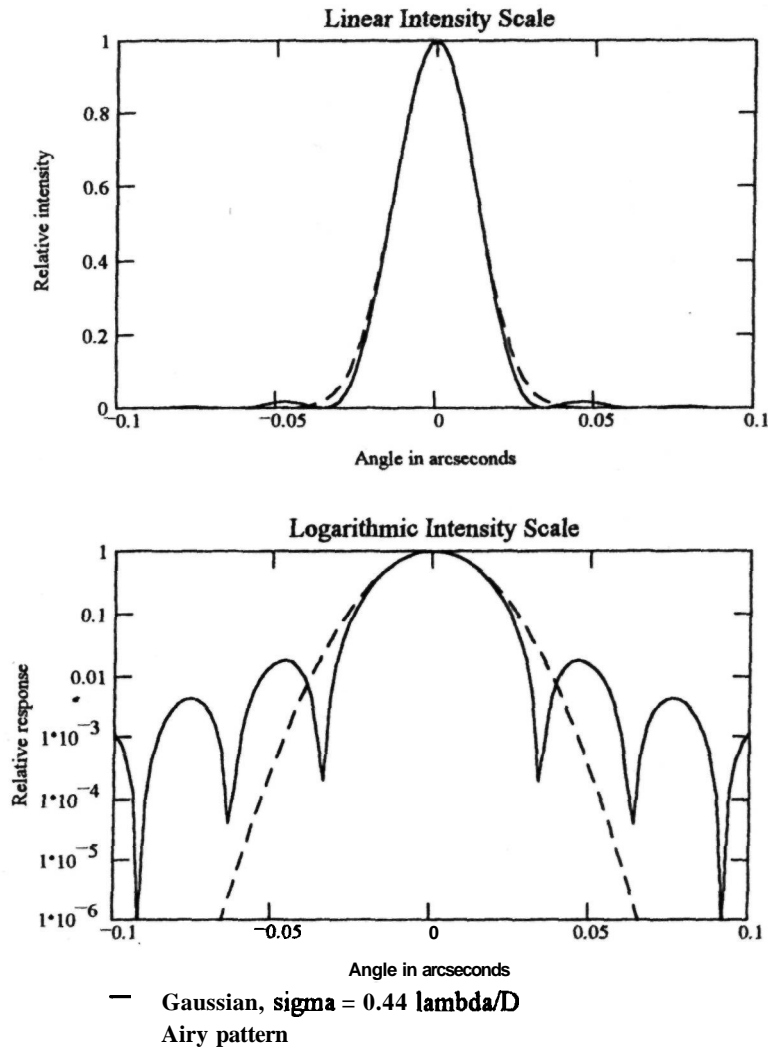 Linear Intensity Scale
1
0.8
0.6
0.4
0.2
0
Relative intensity
−0.1
−0.05
0
0.05
0.1
Angle in arcseconds
Logarithmic Intensity Scale
1
0.1
0.01
1•10−3
1•10−4
1•10−5
1•10−6
Relative response
−0.1
−0.05
0
0.05
0.1
Angle in arcseconds
— Gaussian, sigma = 0.44 lambda/D
Airy pattern